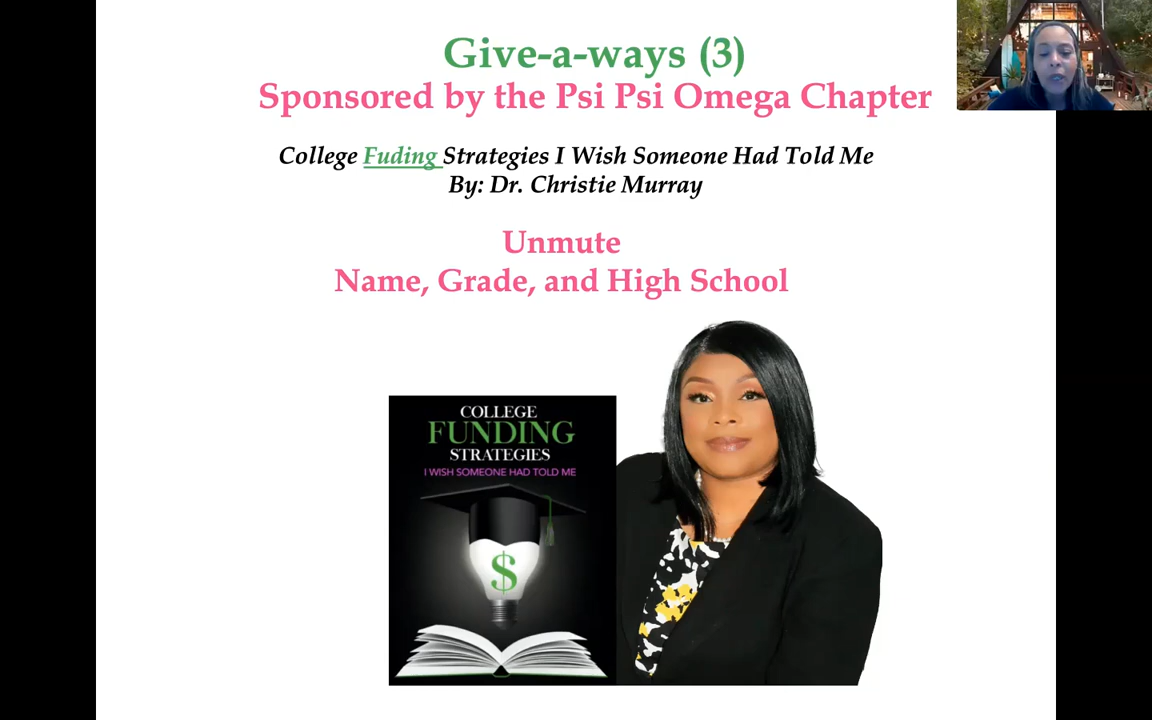 Give-a-ways (3)
Sponsored by the Psi Psi Omega Chapter
College Fuding Strategies I Wish Someone Had Told Me
By: Dr. Christie Murray
Unmute
Name, Grade, and High School
COLLEGE
FUNDING
STRATEGIES
I WISH SOMEONE HAD TOLD ME
$